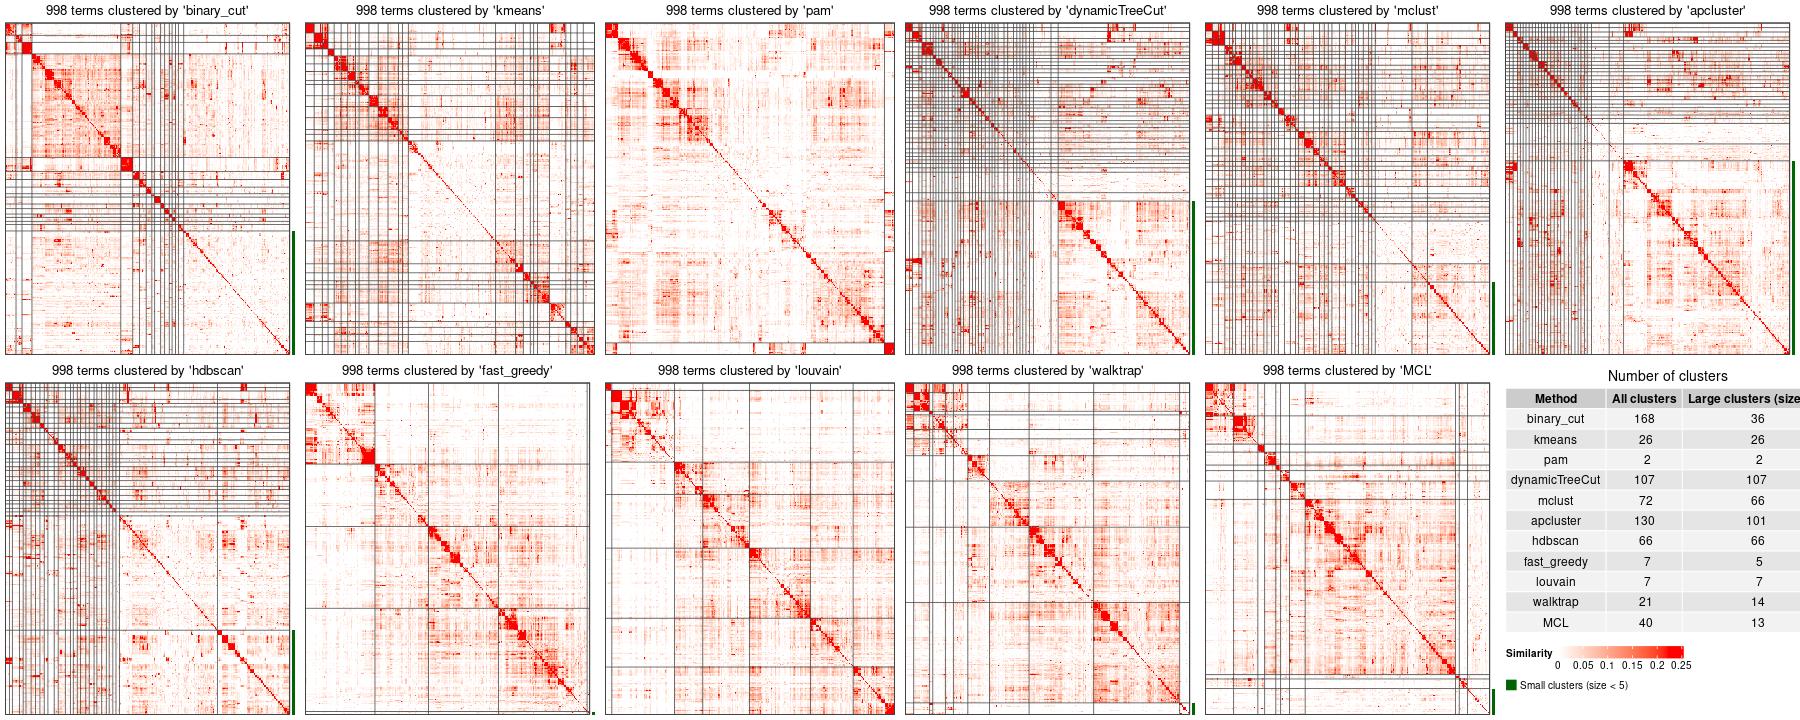 998 terms clustered by 'binary_cut'
998 terms clustered by 'kmeans'
998 terms clustered by 'pam'
998 terms clustered by 'dynamicTreeCut'
998 terms clustered by 'mclust'
998 terms clustered by 'apcluster'
998 terms clustered by 'hdbscan'
998 terms clustered by 'fast_greedy'
998 terms clustered by 'louvain'
998 terms clustered by 'walktrap'
998 terms clustered by 'MCL'
Number of clusters
Method All clusters Large clusters (size
binary_cut 168 36
kmeans 26 26
pam 2 2
dynamicTreeCut 107 107
mclust 72 66
apcluster 130 101
hdbscan 66 66
fast_greedy 7 5
louvain 7 7
walktrap 21 14
MCL 40 13
Similarity
0 0.05 0.1 0.15 0.2 0.25
Small clusters (size < 5)